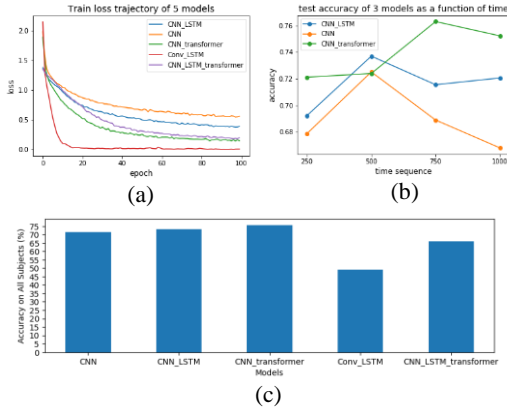 Train loss trajectory of 5 models
2.0
1.5
1.0
0.5
0.0
loss
0
20
40
60
80
100
epoch
CNN_LSTM
CNN
CNN_transformer
Conv_LSTM
CNN_LSTM_transformer
(a)
test accuracy of 3 models as a function of time
0.76
0.74
0.72
0.70
0.68
accuracy
250
500
750
1000
time sequence
CNN_LSTM
CNN
CNN_transformer
(b)
75
70
65
60
55
50
45
40
35
30
25
20
15
10
5
0
Accuracy on All Subjects (%)
CNN
CNN_LSTM
CNN_transformer
Conv_LSTM
CNN_LSTM_transformer
Models
(c)